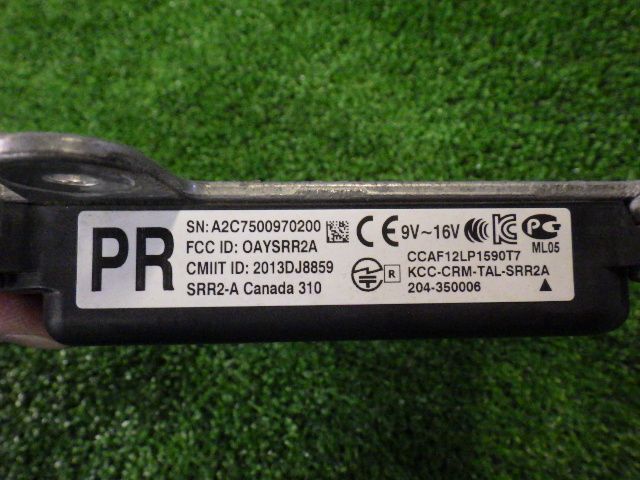 PR
SN: A2C7500970200
FCC ID: OAYSRR2A
CMIIT ID: 2013DJ8859
SRR2-A Canada 310
CE 9V~16V
ML05
CCAF12LP1590T7
R KCC-CRM-TAL-SRR2A
204-350006